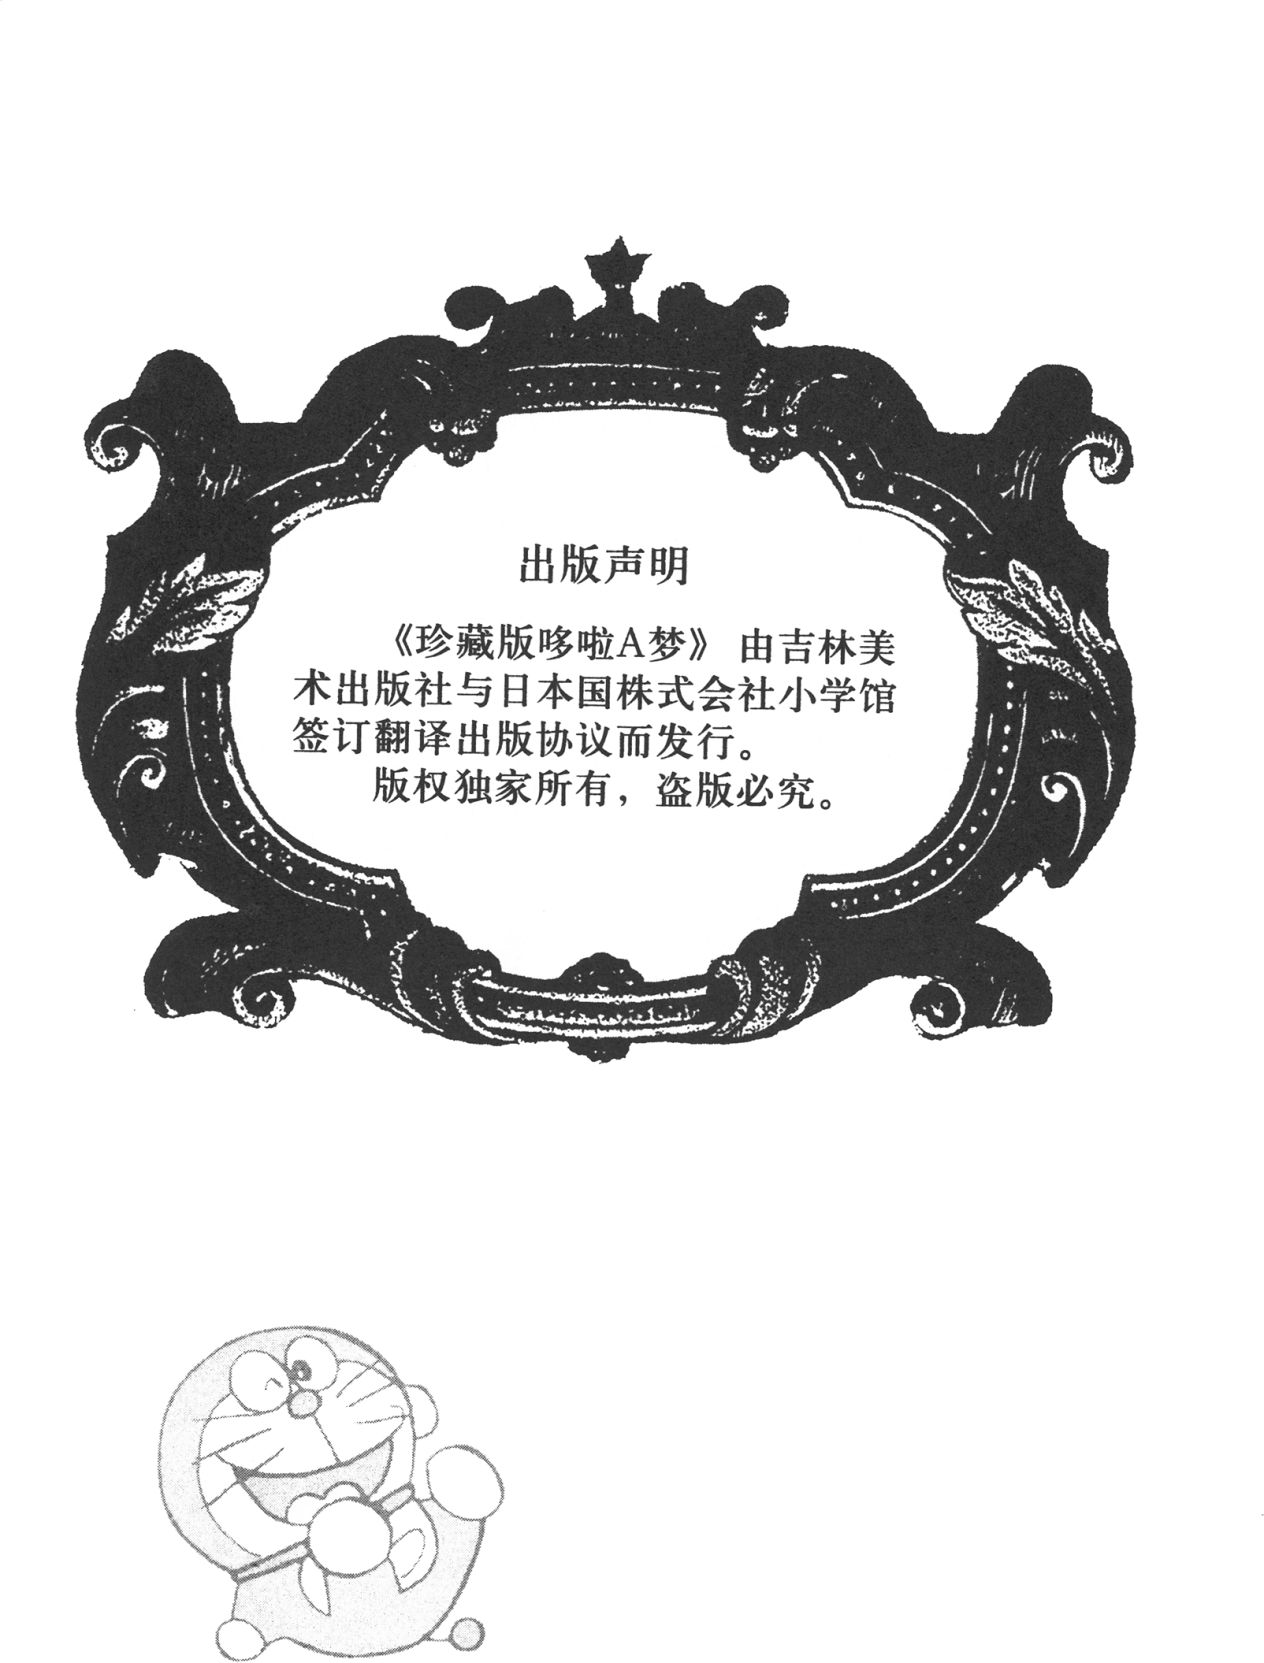 出版声明
《珍藏版哆啦A梦》 由吉林美
术出版社与日本国株式会社小学馆
签订翻译出版协议而发行。
版权独家所有，盗版必究。